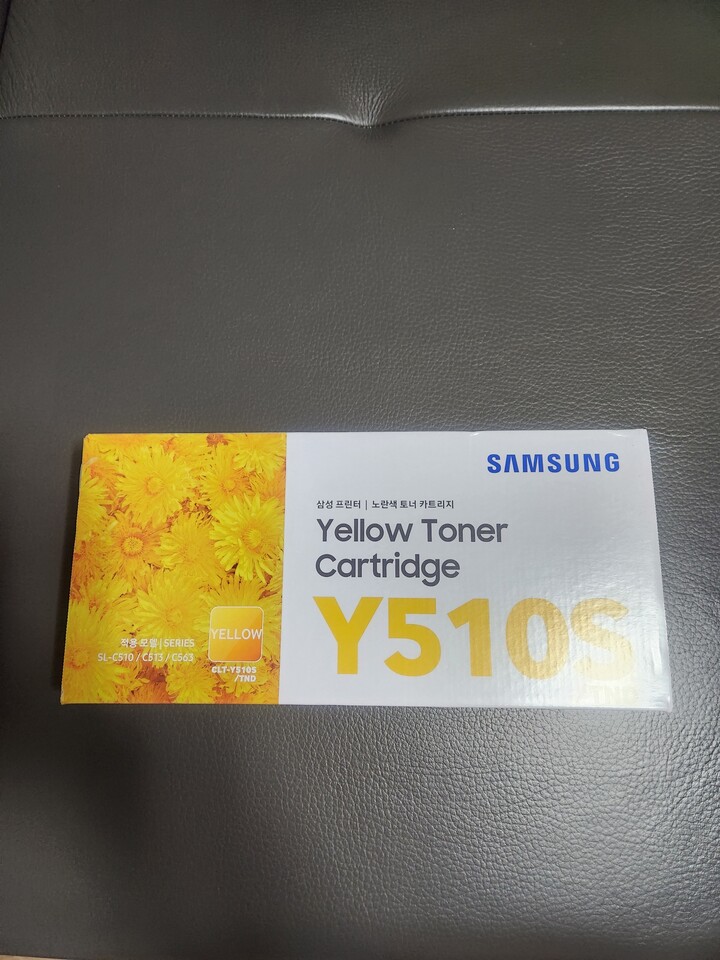 SAMSUNG
삼성 프린터 | 노란색 토너 카트리지
Yellow Toner
Cartridge
Y510S
/TND
적용 모델 | SERIES
SL-C510 / C513 / C563
YELLOW
CLT-Y510S
/TND